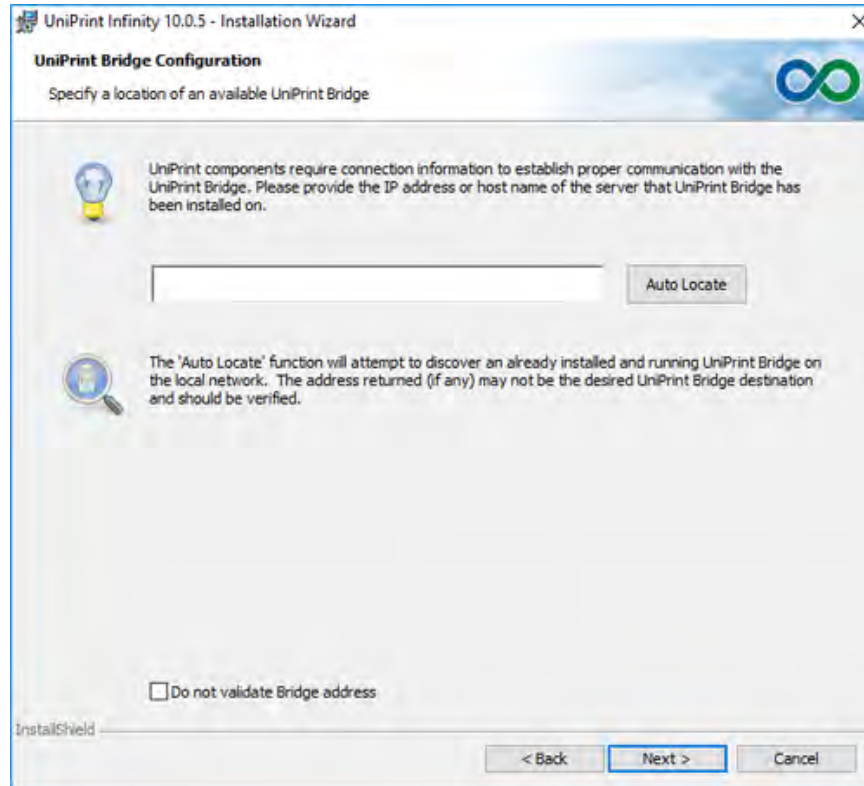 UniPrint Infinity 10.0.5 - Installation Wizard
UniPrint Bridge Configuration
Specify a location of an available UniPrint Bridge
UniPrint components require connection information to establish proper communication with the
UniPrint Bridge. Please provide the IP address or host name of the server that UniPrint Bridge has
been installed on.
Auto Locate
The 'Auto Locate' function will attempt to discover an already installed and running UniPrint Bridge on
the local network. The address returned (if any) may not be the desired UniPrint Bridge destination
and should be verified.
Do not validate Bridge address
InstallShield
< Back Next > Cancel